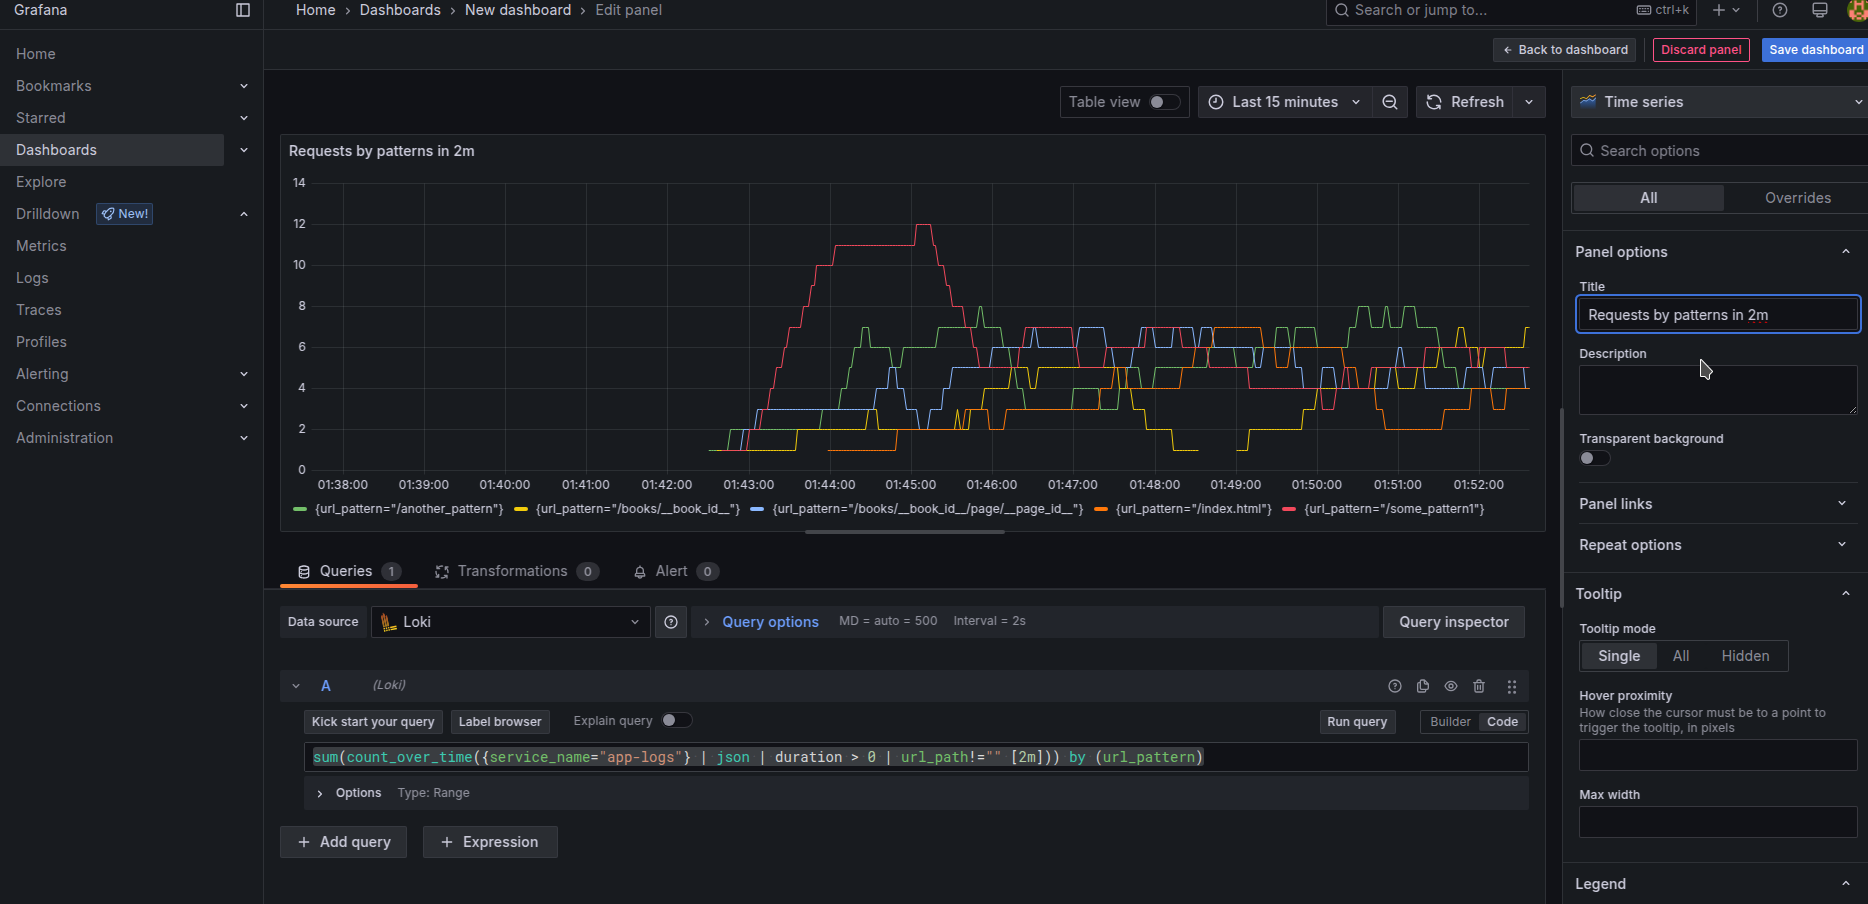 Grafana
Home › Dashboards › New dashboard › Edit panel
Search or jump to...
ctrl+k
Back to dashboard
Discard panel
Save dashboard
Home
Bookmarks
Starred
Dashboards
Explore
Drilldown New!
Metrics
Logs
Traces
Profiles
Alerting
Connections
Administration
Table view
Last 15 minutes
Refresh
Requests by patterns in 2m
14
12
10
8
6
4
2
0
01:38:00 01:39:00 01:40:00 01:41:00 01:42:00 01:43:00 01:44:00 01:45:00 01:46:00 01:47:00 01:48:00 01:49:00 01:50:00 01:51:00 01:52:00
{url_pattern="/another_pattern"} {url_pattern="/books/__book_id__"} {url_pattern="/books/__book_id__/page/__page_id__"} {url_pattern="/index.html"} {url_pattern="/some_pattern1"}
Queries 1
Transformations 0
Alert 0
Data source
Loki
Query options
MD = auto = 500
Interval = 2s
Query inspector
A (Loki)
Kick start your query
Label browser
Explain query
Run query
Builder
Code
sum(count_over_time({service_name="app-logs"} | json | duration > 0 | url_path!="" [2m])) by (url_pattern)
Options Type: Range
+ Add query
+ Expression
Time series
Search options
All
Overrides
Panel options
Title
Requests by patterns in 2m
Description
Transparent background
Panel links
Repeat options
Tooltip
Tooltip mode
Single
All
Hidden
Hover proximity
How close the cursor must be to a point to
trigger the tooltip, in pixels
Max width
Legend